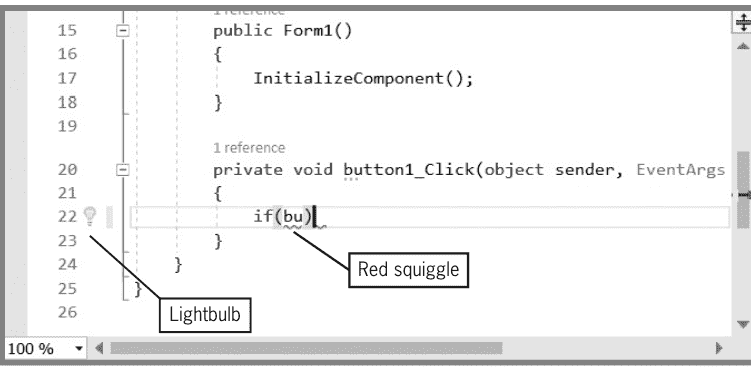 1 reference
15 public Form1()
16 {
17 InitializeComponent();
18 }
19
1 reference
20 private void button1_Click(object sender, EventArgs
21 {
22 if(bu)
23 }
24 }
25 }
26
Red squiggle
Lightbulb
100 %